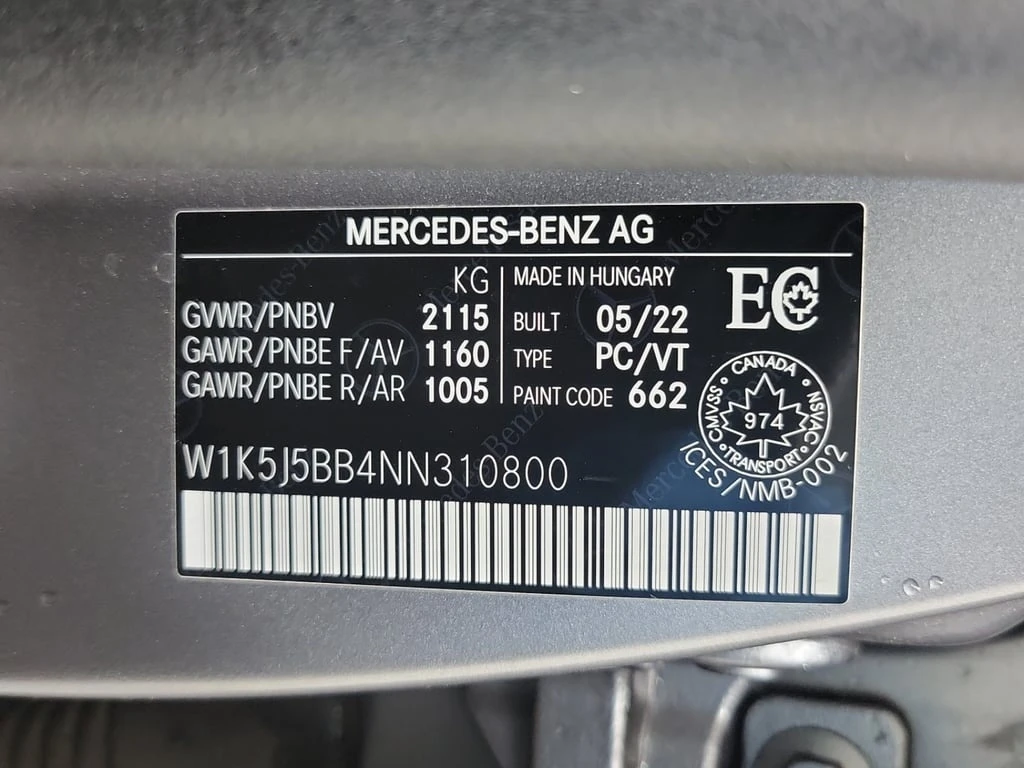 MERCEDES-BENZ AG
KG
GVWR/PNBV 2115
GAWR/PNBE F/AV 1160
GAWR/PNBE R/AR 1005
MADE IN HUNGARY
BUILT 05/22
TYPE PC/VT
PAINT CODE 662
EC
CANADA
CMVSS NSVAC
974
TRANSPORT
ICES/NMB-002
W1K5J5BB4NN310800